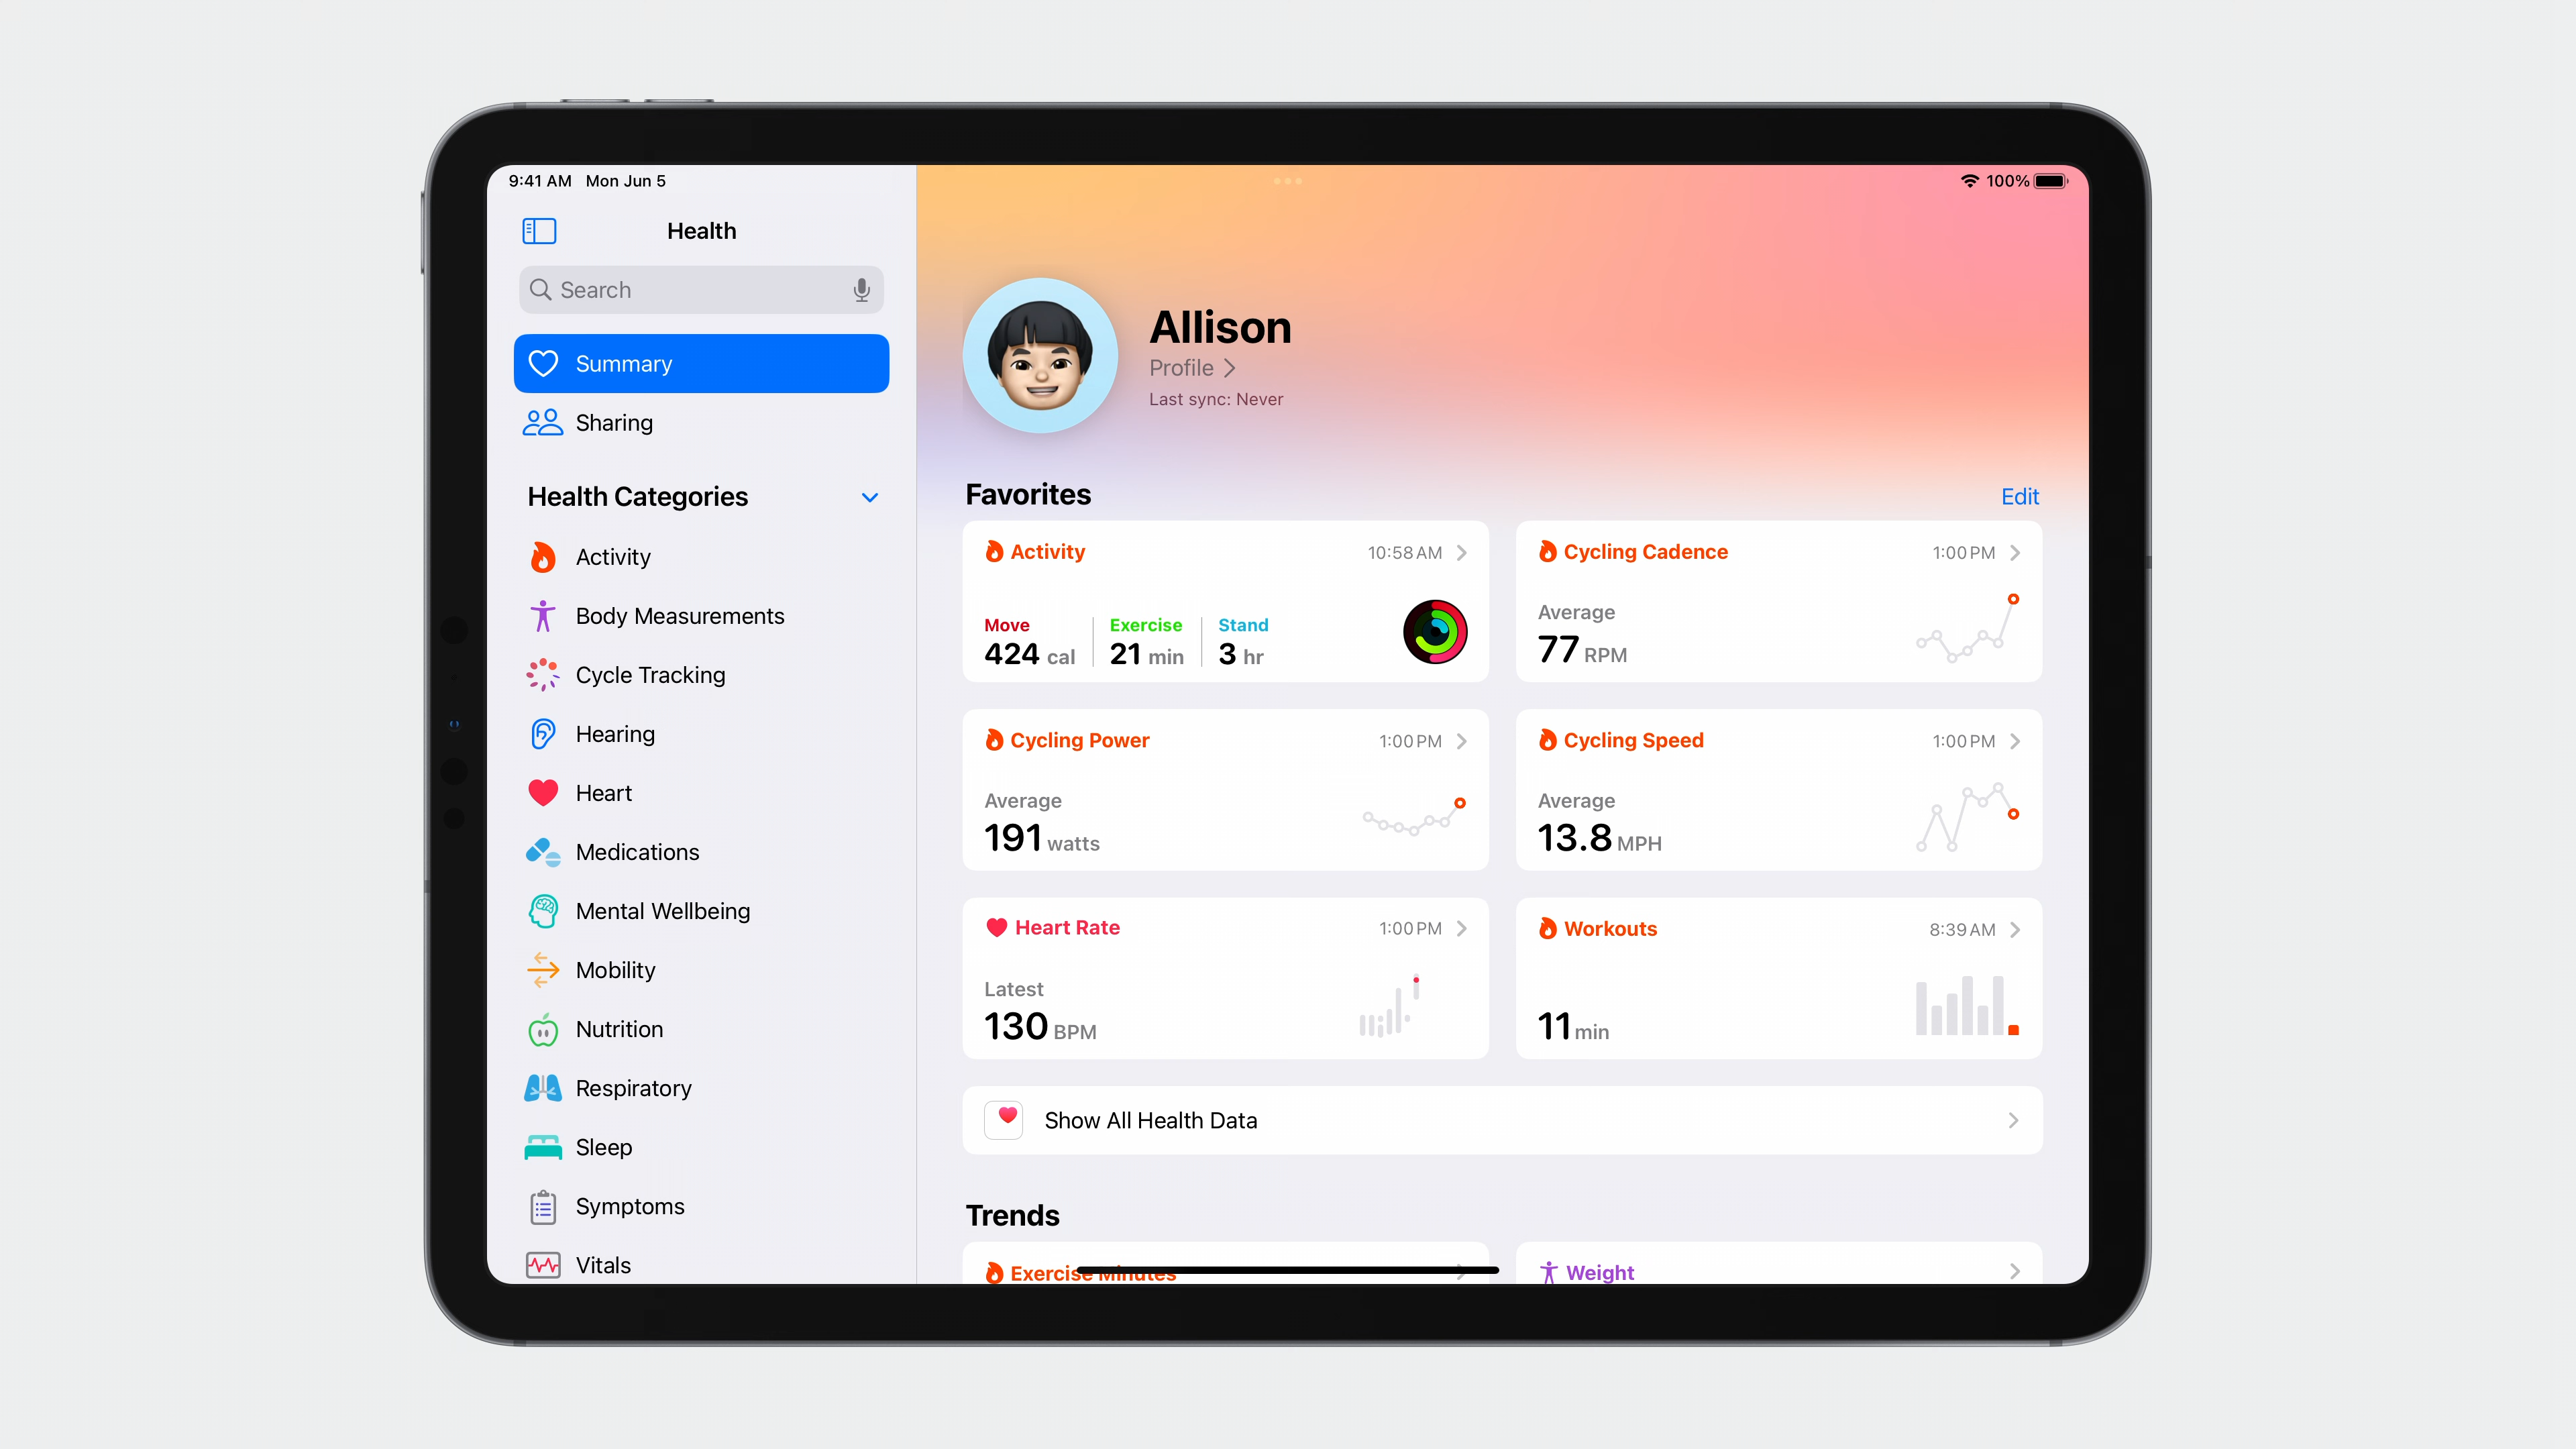 9:41 AM Mon Jun 5
100%
Health
Search
Summary
Sharing
Health Categories
Activity
Body Measurements
Cycle Tracking
Hearing
Heart
Medications
Mental Wellbeing
Mobility
Nutrition
Respiratory
Sleep
Symptoms
Vitals
Allison
Profile
Last sync: Never
Favorites
Edit
Activity
10:58 AM
Move
424 cal
Exercise
21 min
Stand
3 hr
Cycling Cadence
1:00 PM
Average
77 RPM
Cycling Power
1:00 PM
Average
191 watts
Cycling Speed
1:00 PM
Average
13.8 MPH
Heart Rate
1:00 PM
Latest
130 BPM
Workouts
8:39 AM
11 min
Show All Health Data
Trends
Exercise Minutes
Weight